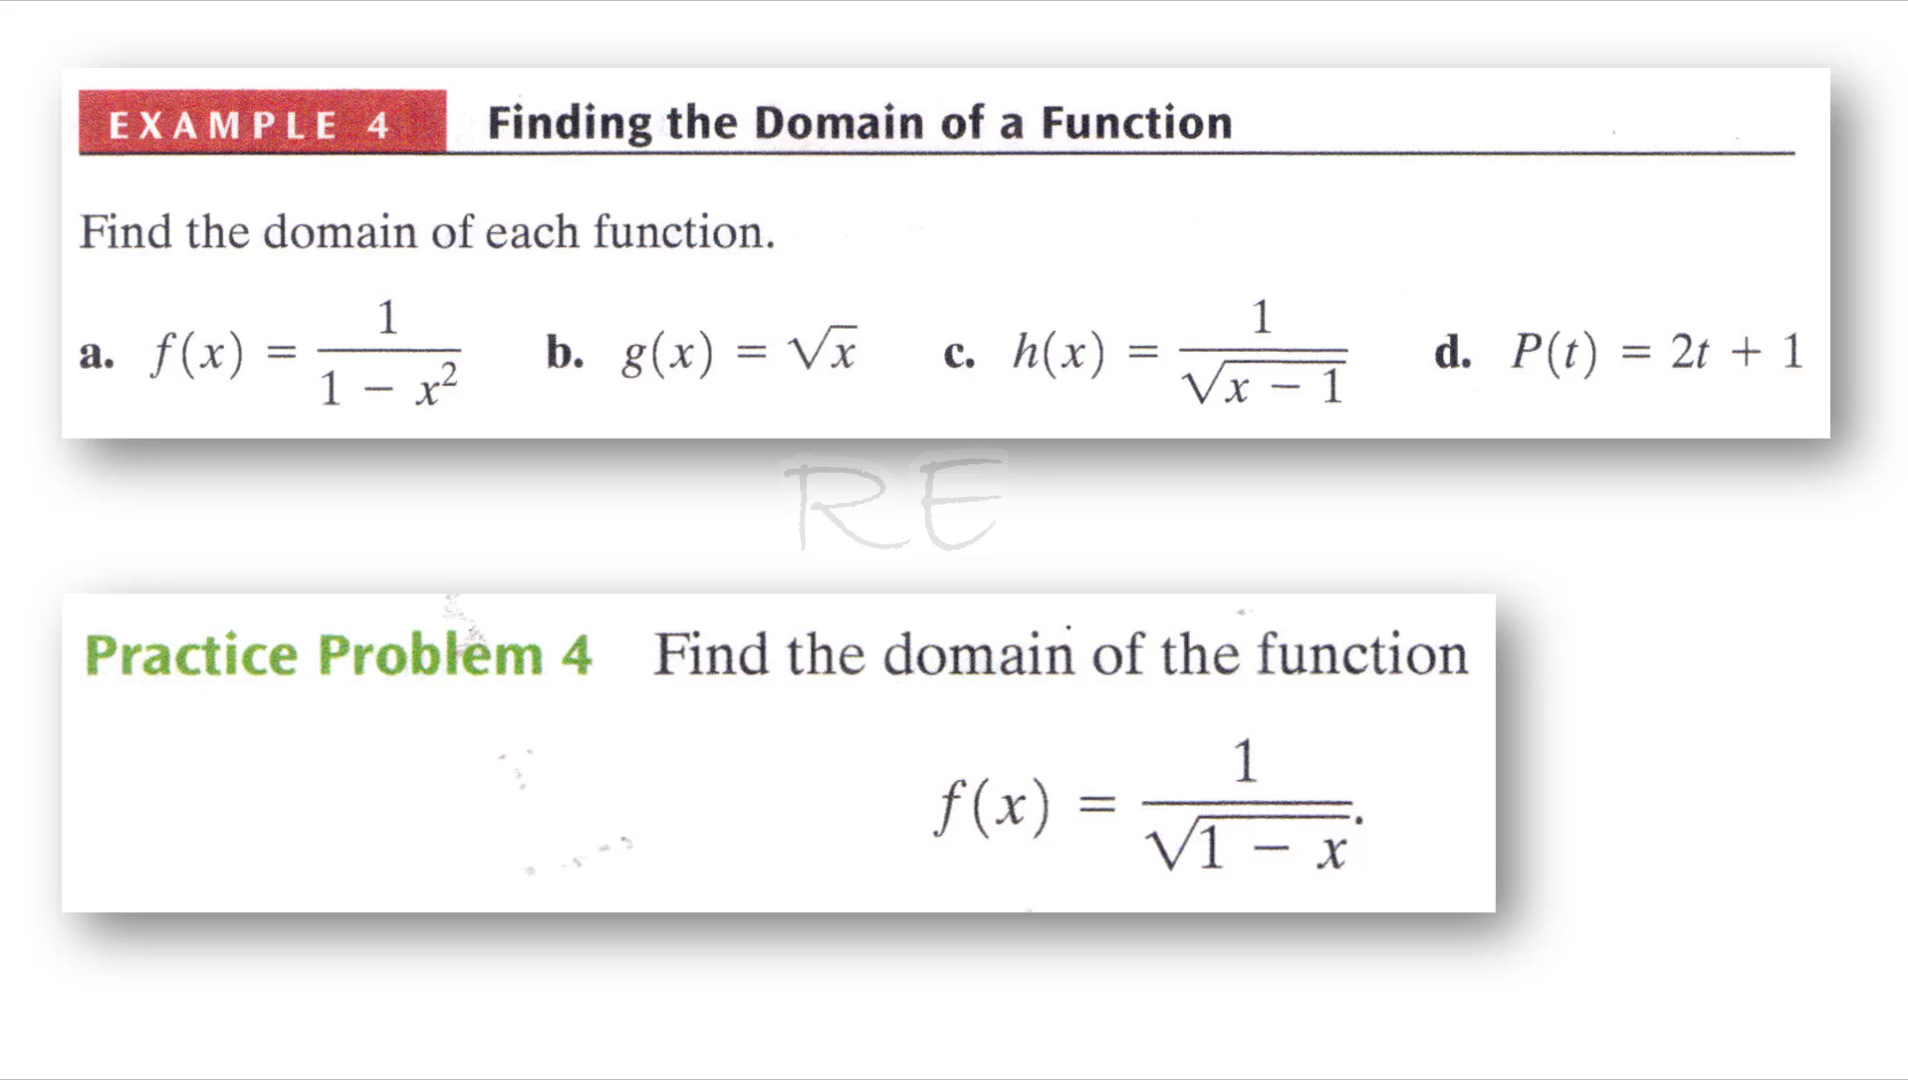 EXAMPLE 4 Finding the Domain of a Function
Find the domain of each function.
a. f(x) = 1/(1 − x²) b. g(x) = √x c. h(x) = 1/√(x − 1) d. P(t) = 2t + 1
RE
Practice Problem 4 Find the domain of the function
f(x) = 1/√(1 − x).